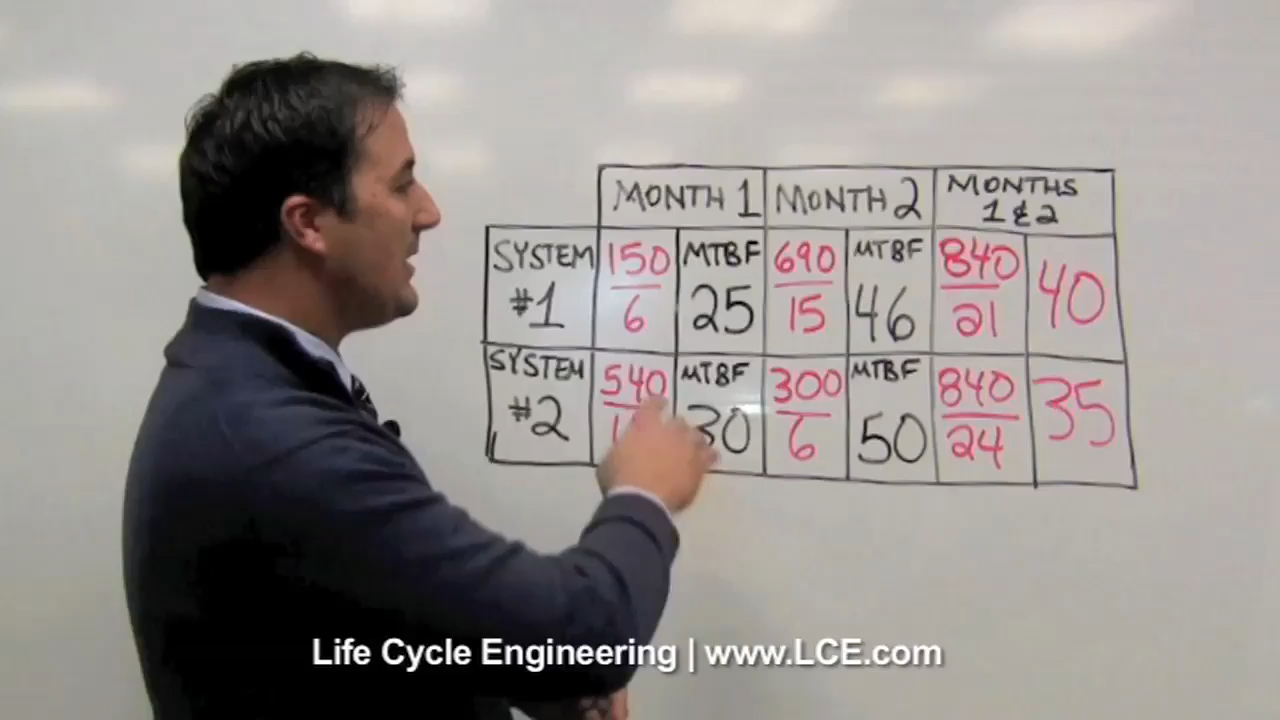 MONTH 1 MONTH 2 MONTHS
1 & 2
SYSTEM 150 MTBF 690 MTBF 840
#1 6 25 15 46 21 40
SYSTEM 540 MTBF 300 MTBF 840
#2 30 6 50 24 35
Life Cycle Engineering | www.LCE.com